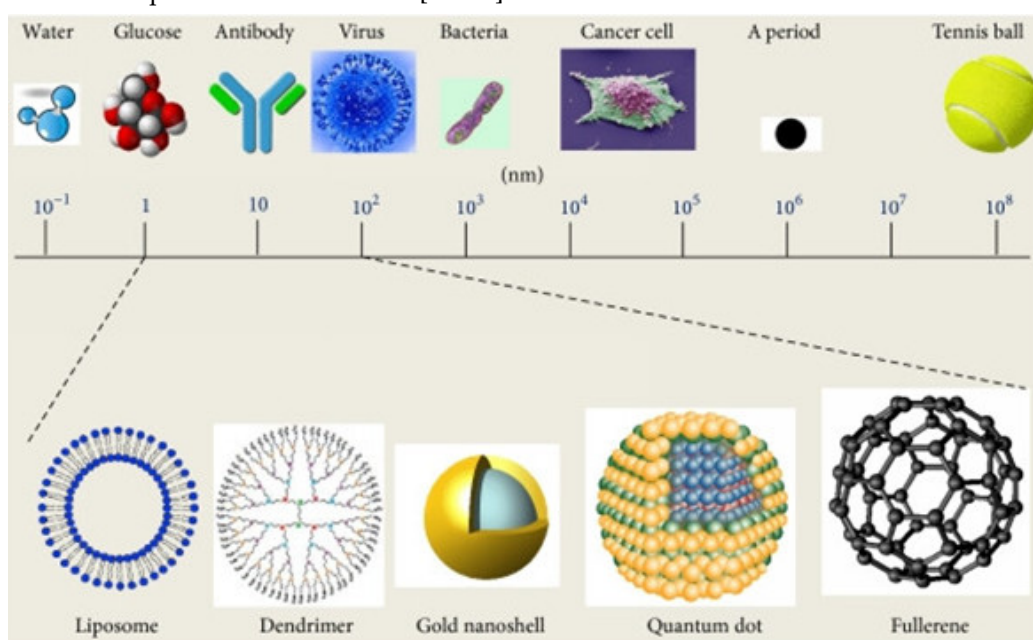 Water Glucose Antibody Virus Bacteria Cancer cell A period Tennis ball
(nm)
10⁻¹ 1 10 10² 10³ 10⁴ 10⁵ 10⁶ 10⁷ 10⁸
Liposome Dendrimer Gold nanoshell Quantum dot Fullerene